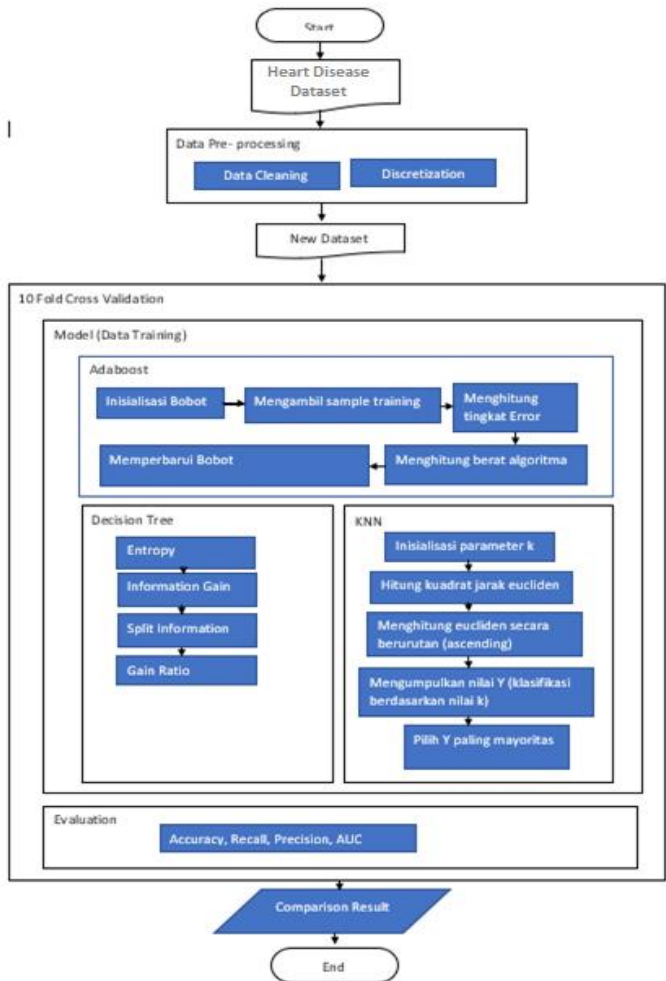 Start
Heart Disease
Dataset
Data Pre- processing
Data Cleaning
Discretization
New Dataset
10 Fold Cross Validation
Model (Data Training)
Adaboost
Inisialisasi Bobot
Mengambil sample training
Menghitung
tingkat Error
Memperbarui Bobot
Menghitung berat algoritma
Decision Tree
Entropy
Information Gain
Split Information
Gain Ratio
KNN
Inisialisasi parameter k
Hitung kuadrat jarak eucliden
Menghitung eucliden secara
berurutan (ascending)
Mengumpulkan nilai Y (klasifikasi
berdasarkan nilai k)
Pilih Y paling mayoritas
Evaluation
Accuracy, Recall, Precision, AUC
Comparison Result
End